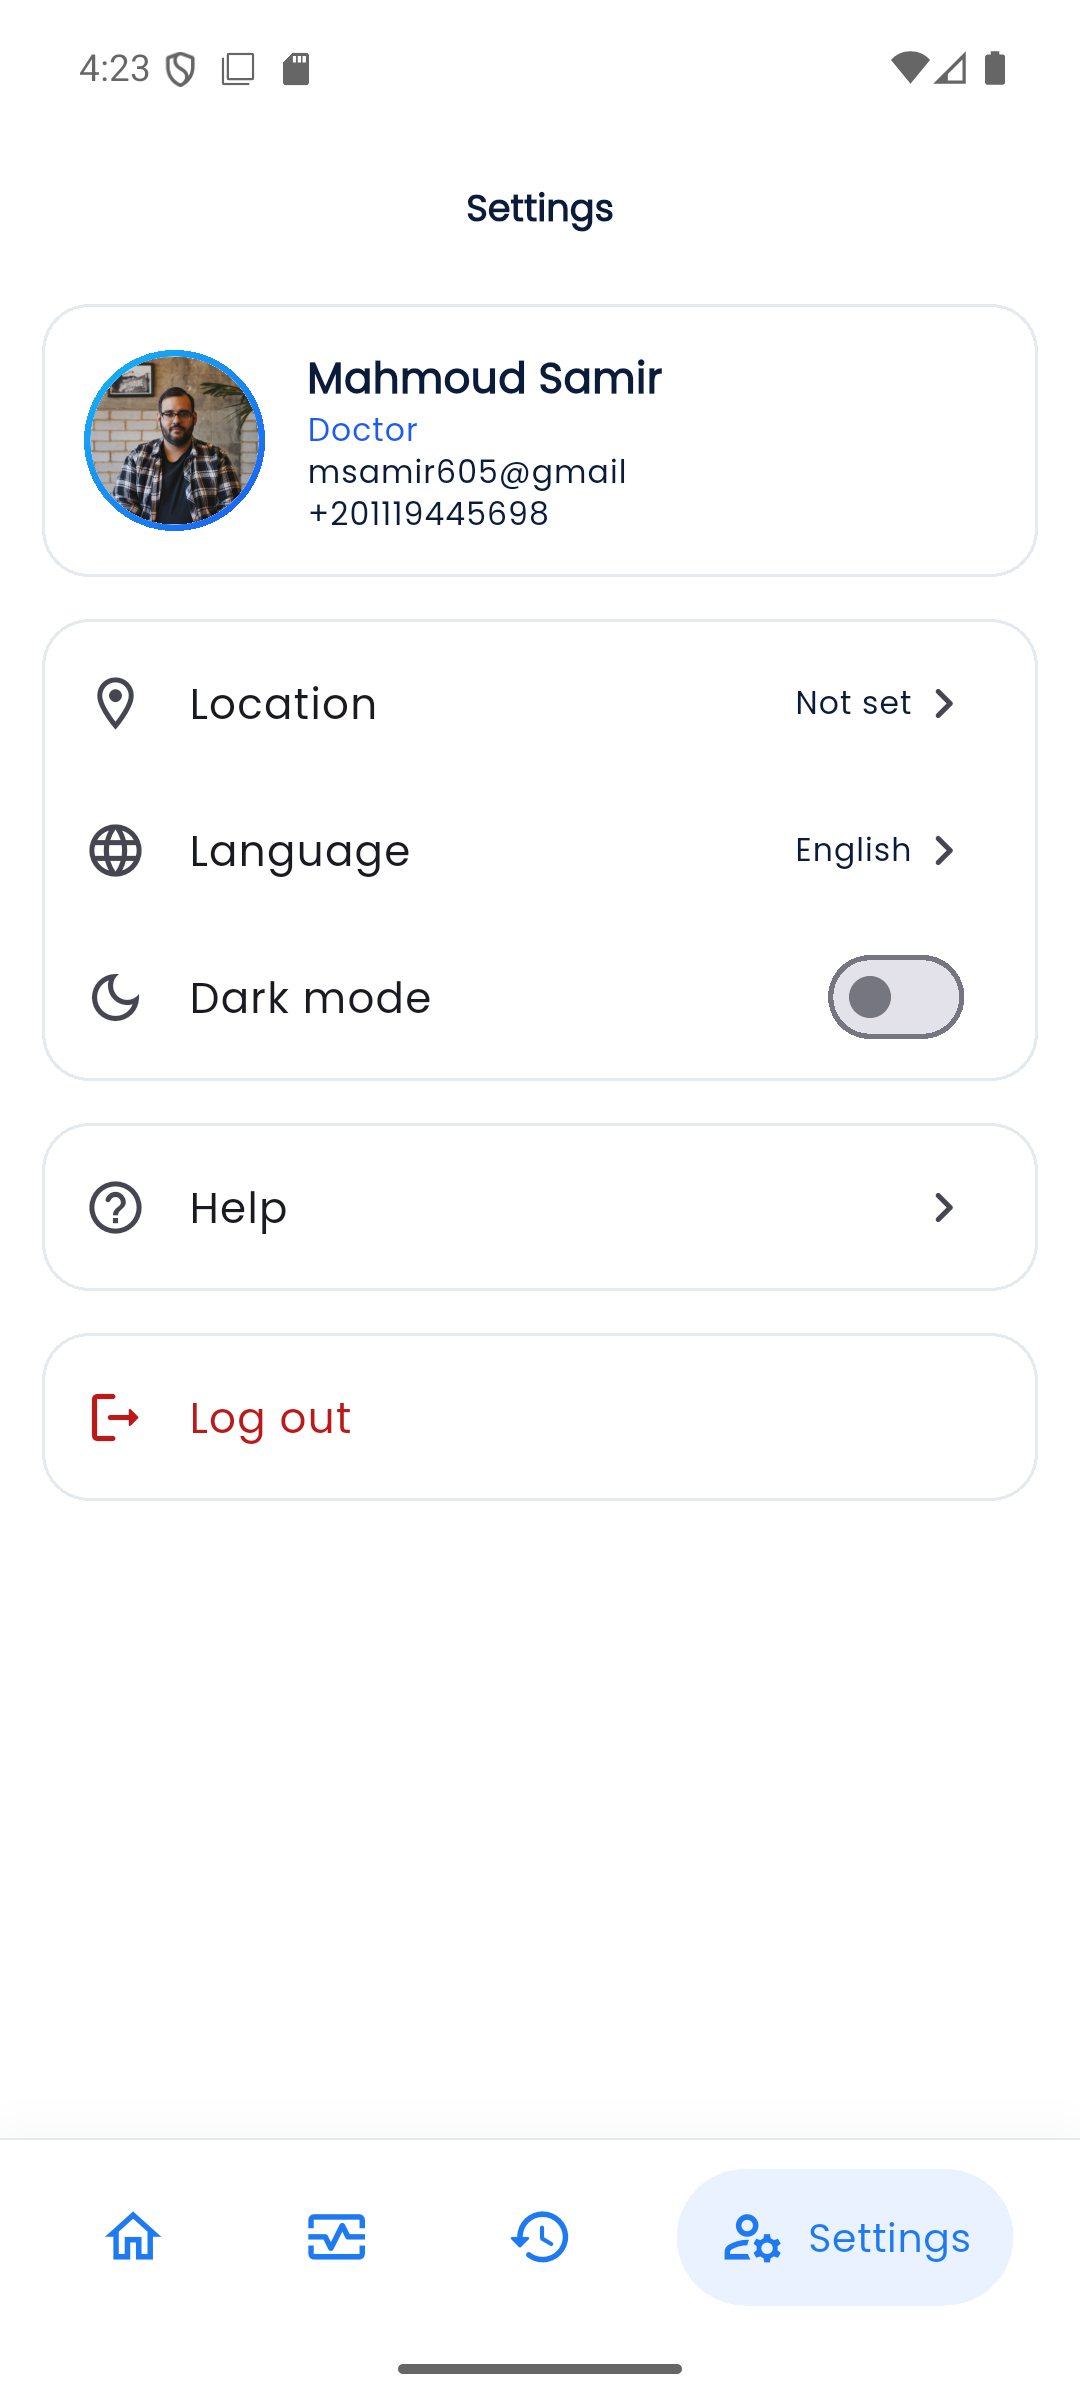 4:23
Settings
Mahmoud Samir
Doctor
msamir605@gmail
+201119445698
Location
Not set
Language
English
Dark mode
Help
Log out
Settings